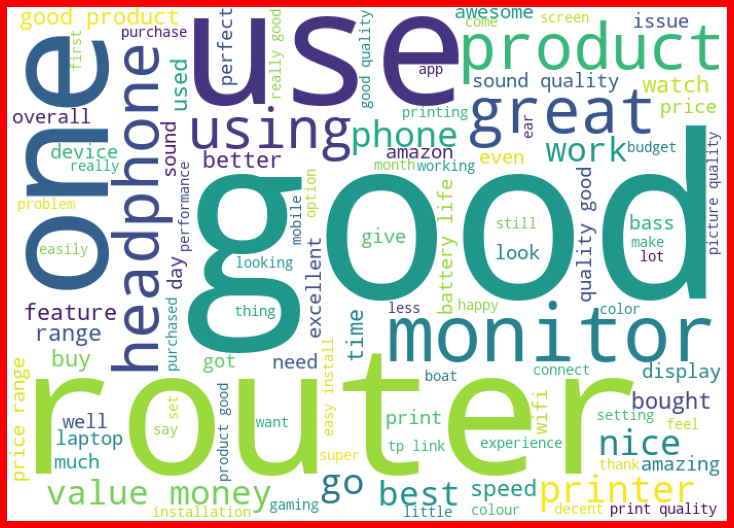 good product
purchase
use
awesome
come
screen
issue
one
first
used
perfect
really good
good quality
app
product
sound quality
watch
overall
headphone
sound
using
phone
printing
great
ear
price
device
really
better
amazon
month
working
even
work
budget
picture quality
problem
day
performance
good
option
mobile
give
battery life
still
look
quality good
bass
make
lot
easily
looking
thing
excellent
feature
range
purchased
time
less
happy
color
monitor
buy
got
need
boat
connect
display
price range
router
well
laptop
much
say
set
product good
want
easy install
print
tp link
experience
wifi
setting
bought
feel
nice
amazing
super
thank
value money
installation
gaming
go
colour
best
little
speed
printer
decent
print quality